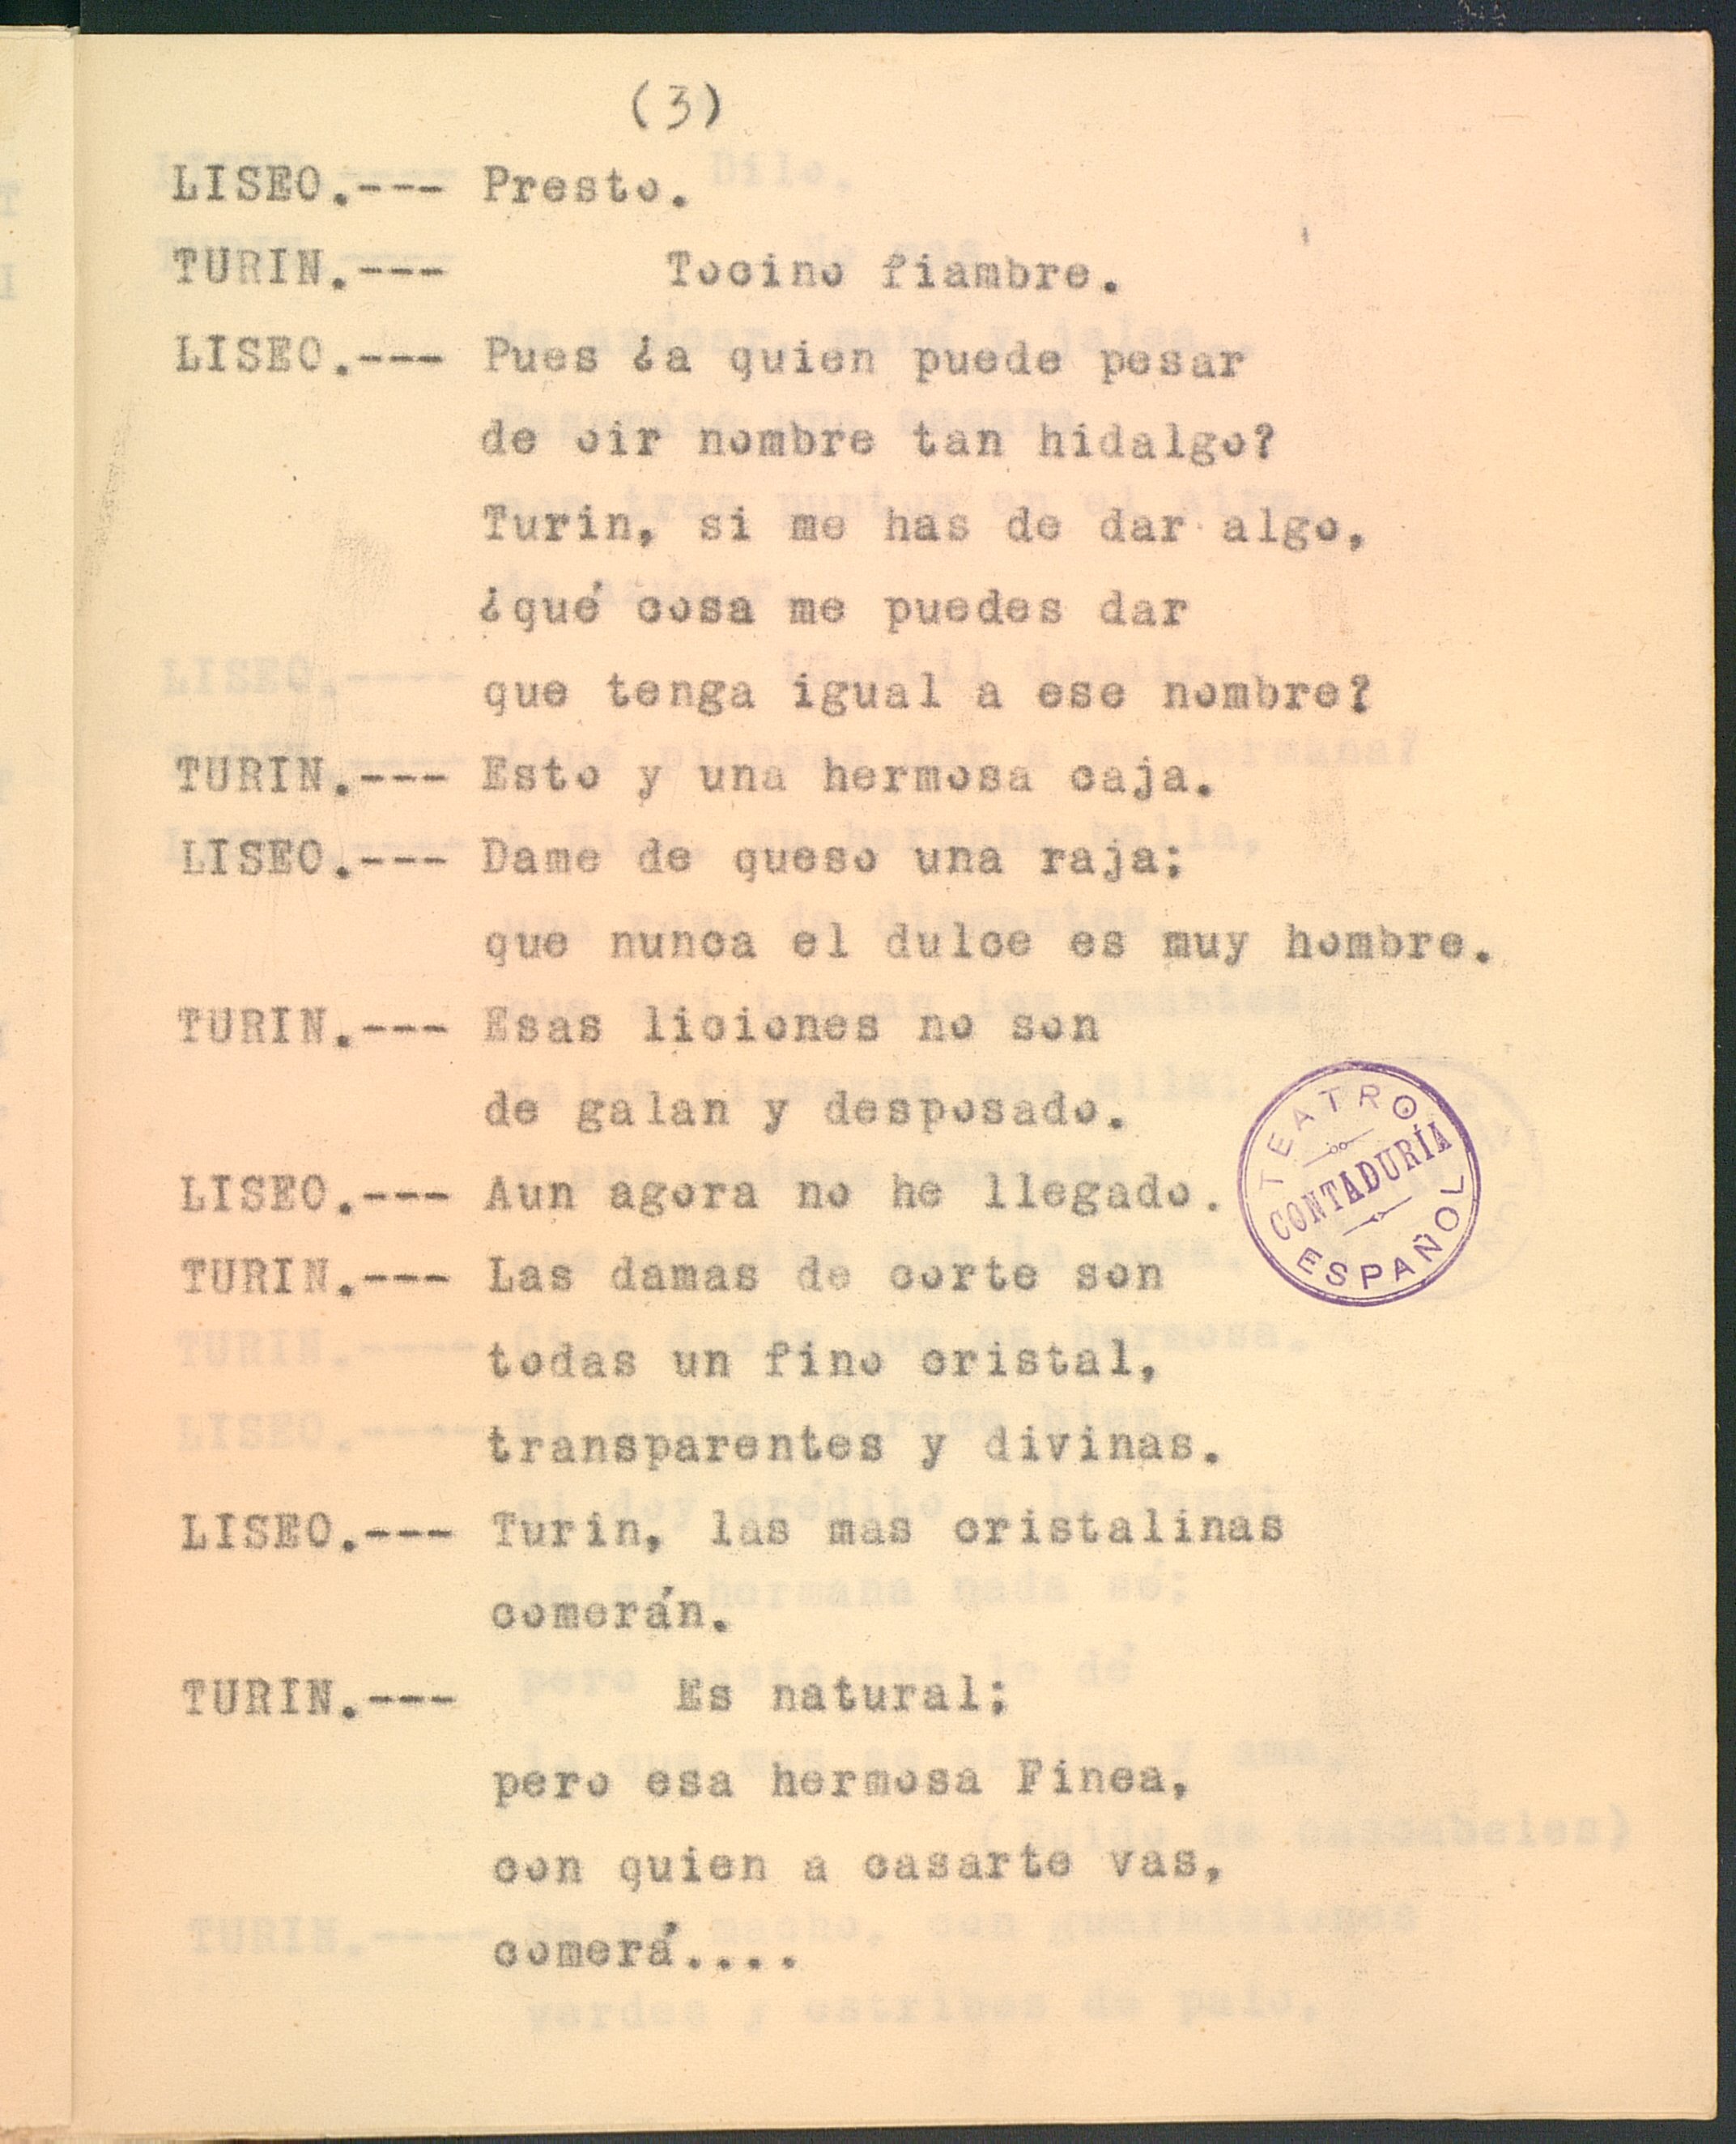 (3)
LISEO.--- Presto.
TURIN.--- Tocino fiambre.
LISEO.--- Pues ¿a quien puede pesar
de oir nombre tan hidalgo?
Turin, si me has de dar algo,
¿qué cosa me puedes dar
que tenga igual a ese nombre?
TURIN.--- Esto y una hermosa caja.
LISEO.--- Dame de queso una raja;
que nunca el dulce es muy hombre.
TURIN.--- Esas liciones no son
de galan y desposado.
LISEO.--- Aun agora no he llegado.
TURIN.--- Las damas de corte son
todas un fino cristal,
transparentes y divinas.
LISEO.--- Turin, las mas cristalinas
comerán.
TURIN.--- Es natural;
pero esa hermosa Finea,
con quien a casarte vas,
comerá....
TEATRO
CONTADURÍA
ESPAÑOL